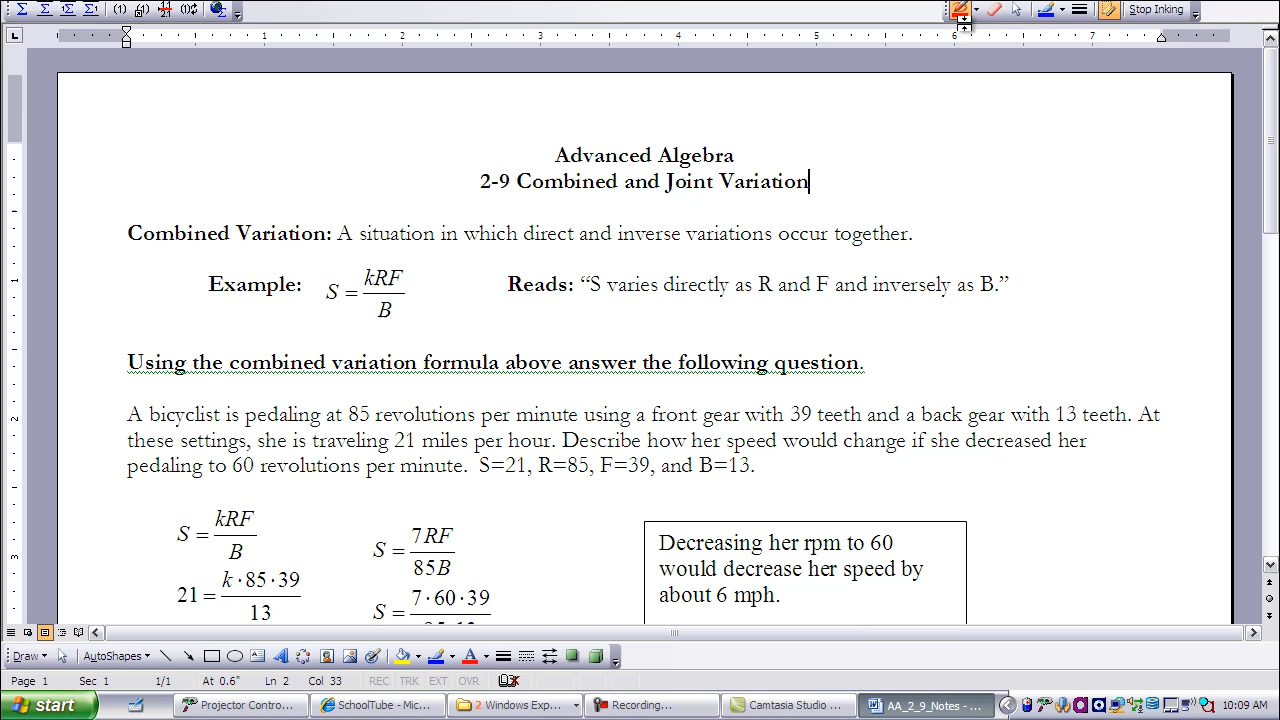 Stop Inking
1 2 3 4 5 6 7
Advanced Algebra
2-9 Combined and Joint Variation
Combined Variation: A situation in which direct and inverse variations occur together.
Example: S = kRF / B Reads: “S varies directly as R and F and inversely as B.”
Using the combined variation formula above answer the following question.
A bicyclist is pedaling at 85 revolutions per minute using a front gear with 39 teeth and a back gear with 13 teeth. At
these settings, she is traveling 21 miles per hour. Describe how her speed would change if she decreased her
pedaling to 60 revolutions per minute. S=21, R=85, F=39, and B=13.
S = kRF / B
21 = k·85·39 / 13
S = 7RF / 85B
S = 7·60·39
Decreasing her rpm to 60
would decrease her speed by
about 6 mph.
Draw AutoShapes
Page 1 Sec 1 1/1 At 0.6" Ln 2 Col 33 REC TRK EXT OVR
start Projector Contro... SchoolTube - Mic... 2 Windows Exp... Recording... Camtasia Studio ... AA_2_9_Notes - ... 10:09 AM